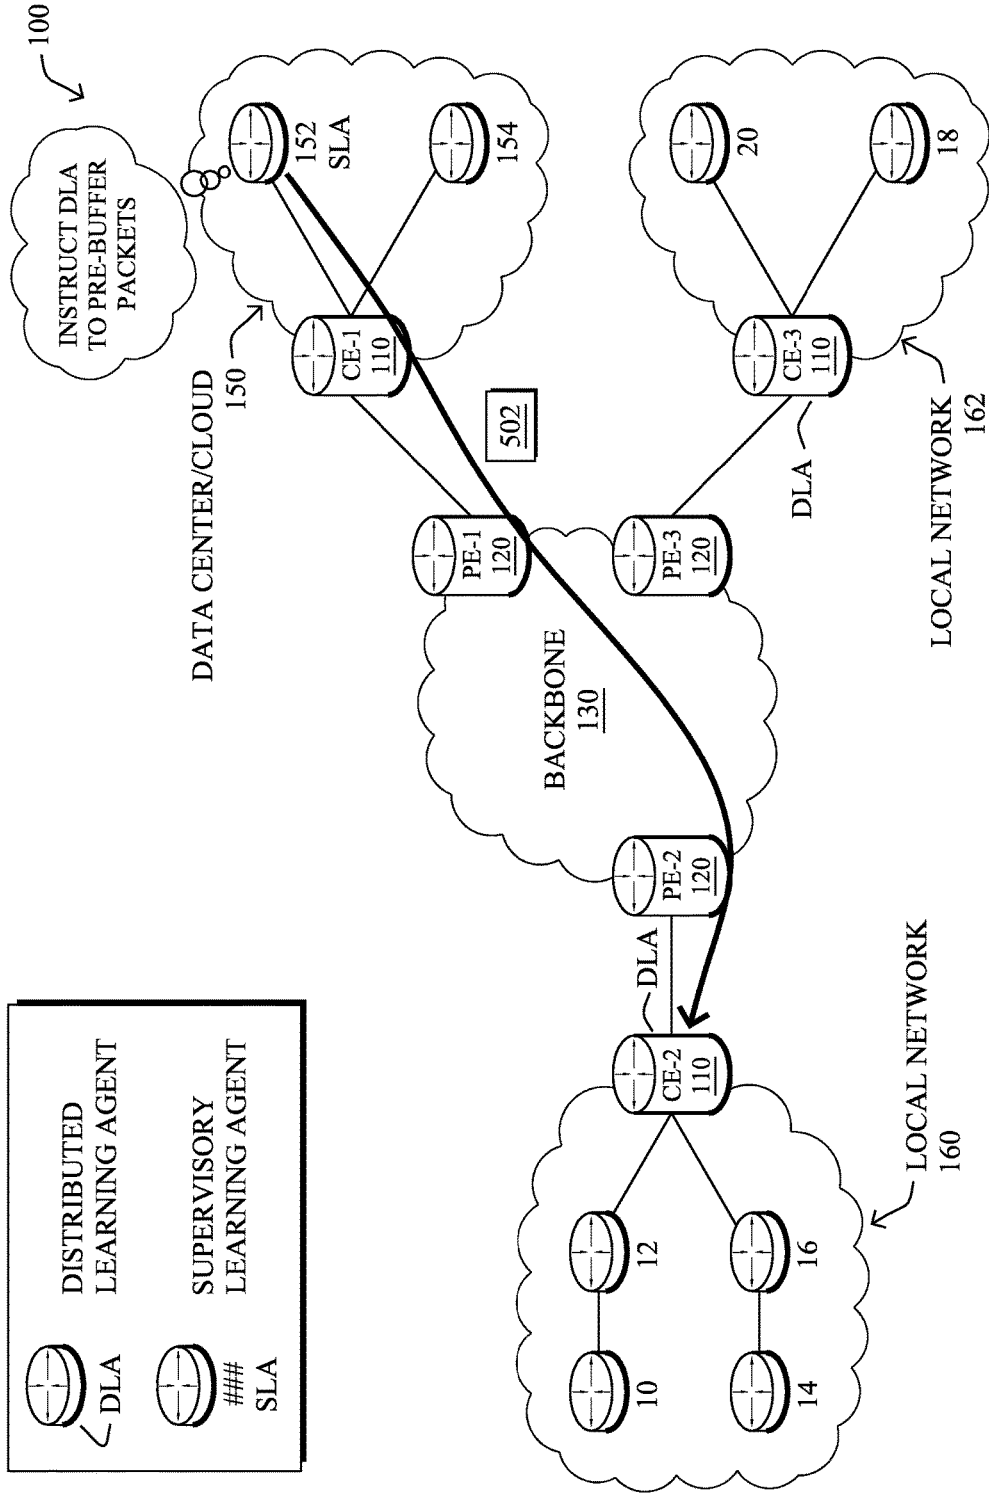 DISTRIBUTED
LEARNING AGENT
DLA
SUPERVISORY
LEARNING AGENT
###
SLA
100
INSTRUCT DLA
TO PRE-BUFFER
PACKETS
DATA CENTER/CLOUD
150
152
SLA
154
CE-1
110
502
PE-1
120
BACKBONE
130
PE-2
120
PE-3
120
DLA
CE-2
110
12
10
16
14
LOCAL NETWORK
160
DLA
CE-3
110
20
18
LOCAL NETWORK
162